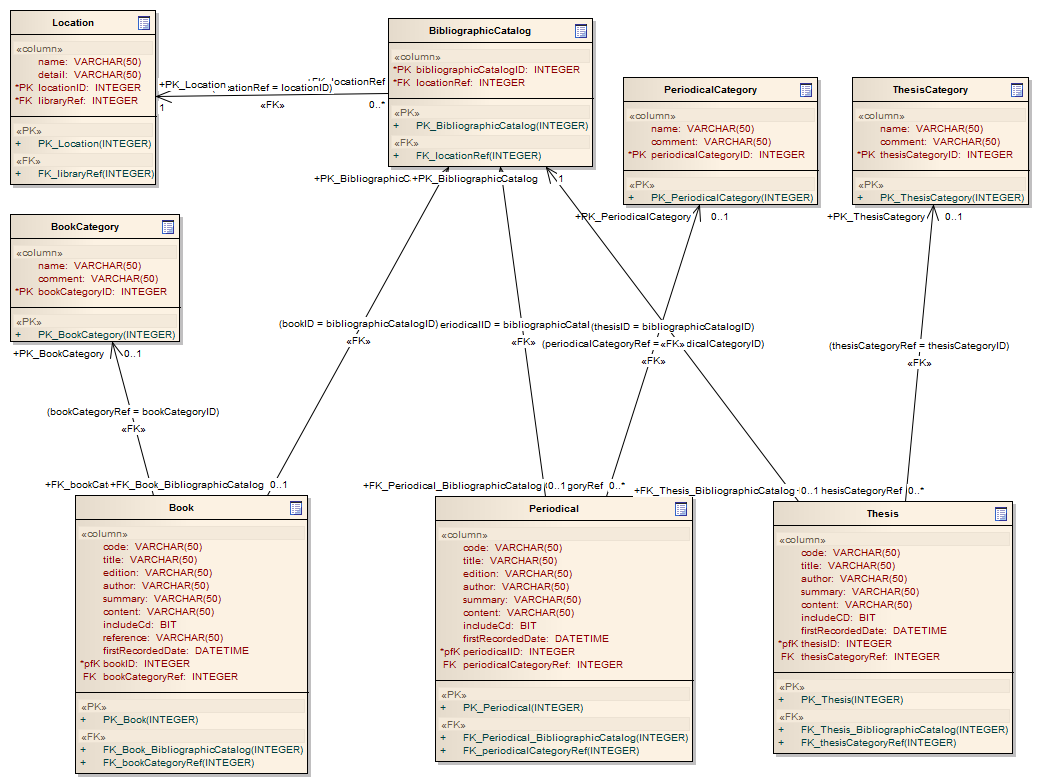 Location
«column»
name: VARCHAR(50)
detail: VARCHAR(50)
*PK locationID: INTEGER
*FK libraryRef: INTEGER
«PK»
+ PK_Location(INTEGER)
«FK»
+ FK_libraryRef(INTEGER)
BibliographicCatalog
«column»
*PK bibliographicCatalogID: INTEGER
*FK locationRef: INTEGER
«PK»
+ PK_BibliographicCatalog(INTEGER)
«FK»
+ FK_locationRef(INTEGER)
+PK_Location
locationRef
= locationID)
1
«FK»
0..*
PeriodicalCategory
«column»
name: VARCHAR(50)
comment: VARCHAR(50)
*PK periodicalCategoryID: INTEGER
«PK»
+ PK_PeriodicalCategory(INTEGER)
ThesisCategory
«column»
name: VARCHAR(50)
comment: VARCHAR(50)
*PK thesisCategoryID: INTEGER
«PK»
+ PK_ThesisCategory(INTEGER)
+PK_BibliographicC
+PK_BibliographicCatalog
1
+PK_PeriodicalCategory
0..1
+PK_ThesisCategory
0..1
BookCategory
«column»
name: VARCHAR(50)
comment: VARCHAR(50)
*PK bookCategoryID: INTEGER
«PK»
+ PK_BookCategory(INTEGER)
+PK_BookCategory
0..1
(bookID = bibliographicCatalogID)
«FK»
eriodicalID = bibliographicCatal
«FK»
(thesisID = bibliographicCatalogID)
(periodicalCategoryRef =
«FK»
dicalCategoryID)
«FK»
(thesisCategoryRef = thesisCategoryID)
«FK»
(bookCategoryRef = bookCategoryID)
«FK»
+FK_bookCat
+FK_Book_BibliographicCatalog
0..1
+FK_Periodical_BibliographicCatalog
0..1
goryRef
0..*
+FK_Thesis_BibliographicCatalog
0..1
hesisCategoryRef
0..*
Book
«column»
code: VARCHAR(50)
title: VARCHAR(50)
edition: VARCHAR(50)
author: VARCHAR(50)
summary: VARCHAR(50)
content: VARCHAR(50)
includeCd: BIT
reference: VARCHAR(50)
firstRecordedDate: DATETIME
*pfK bookID: INTEGER
FK bookCategoryRef: INTEGER
«PK»
+ PK_Book(INTEGER)
«FK»
+ FK_Book_BibliographicCatalog(INTEGER)
+ FK_bookCategoryRef(INTEGER)
Periodical
«column»
code: VARCHAR(50)
title: VARCHAR(50)
edition: VARCHAR(50)
author: VARCHAR(50)
summary: VARCHAR(50)
content: VARCHAR(50)
includeCd: BIT
firstRecordedDate: DATETIME
*pfK periodicalID: INTEGER
FK periodicalCategoryRef: INTEGER
«PK»
+ PK_Periodical(INTEGER)
«FK»
+ FK_Periodical_BibliographicCatalog(INTEGER)
+ FK_periodicalCategoryRef(INTEGER)
Thesis
«column»
code: VARCHAR(50)
title: VARCHAR(50)
author: VARCHAR(50)
summary: VARCHAR(50)
content: VARCHAR(50)
includeCD: BIT
firstRecordedDate: DATETIME
*pfK thesisID: INTEGER
FK thesisCategoryRef: INTEGER
«PK»
+ PK_Thesis(INTEGER)
«FK»
+ FK_Thesis_BibliographicCatalog(INTEGER)
+ FK_thesisCategoryRef(INTEGER)